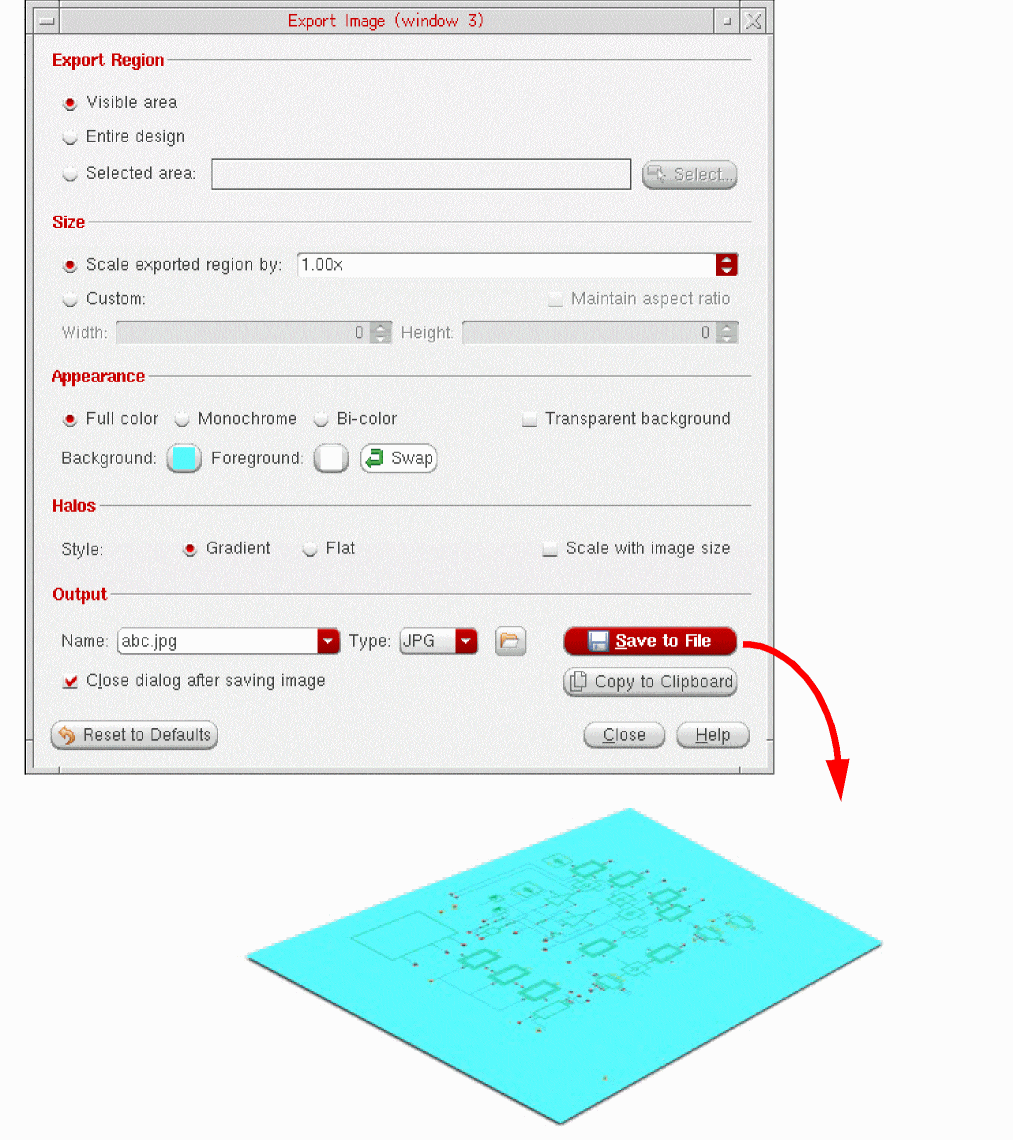 Export Image (window 3)
Export Region
Visible area
Entire design
Selected area: Select...
Size
Scale exported region by: 1.00x
Custom: Maintain aspect ratio
Width: 0 Height: 0
Appearance
Full color Monochrome Bi-color Transparent background
Background: Foreground: Swap
Halos
Style: Gradient Flat Scale with image size
Output
Name: abc.jpg Type: JPG Save to File
Close dialog after saving image Copy to Clipboard
Reset to Defaults Close Help